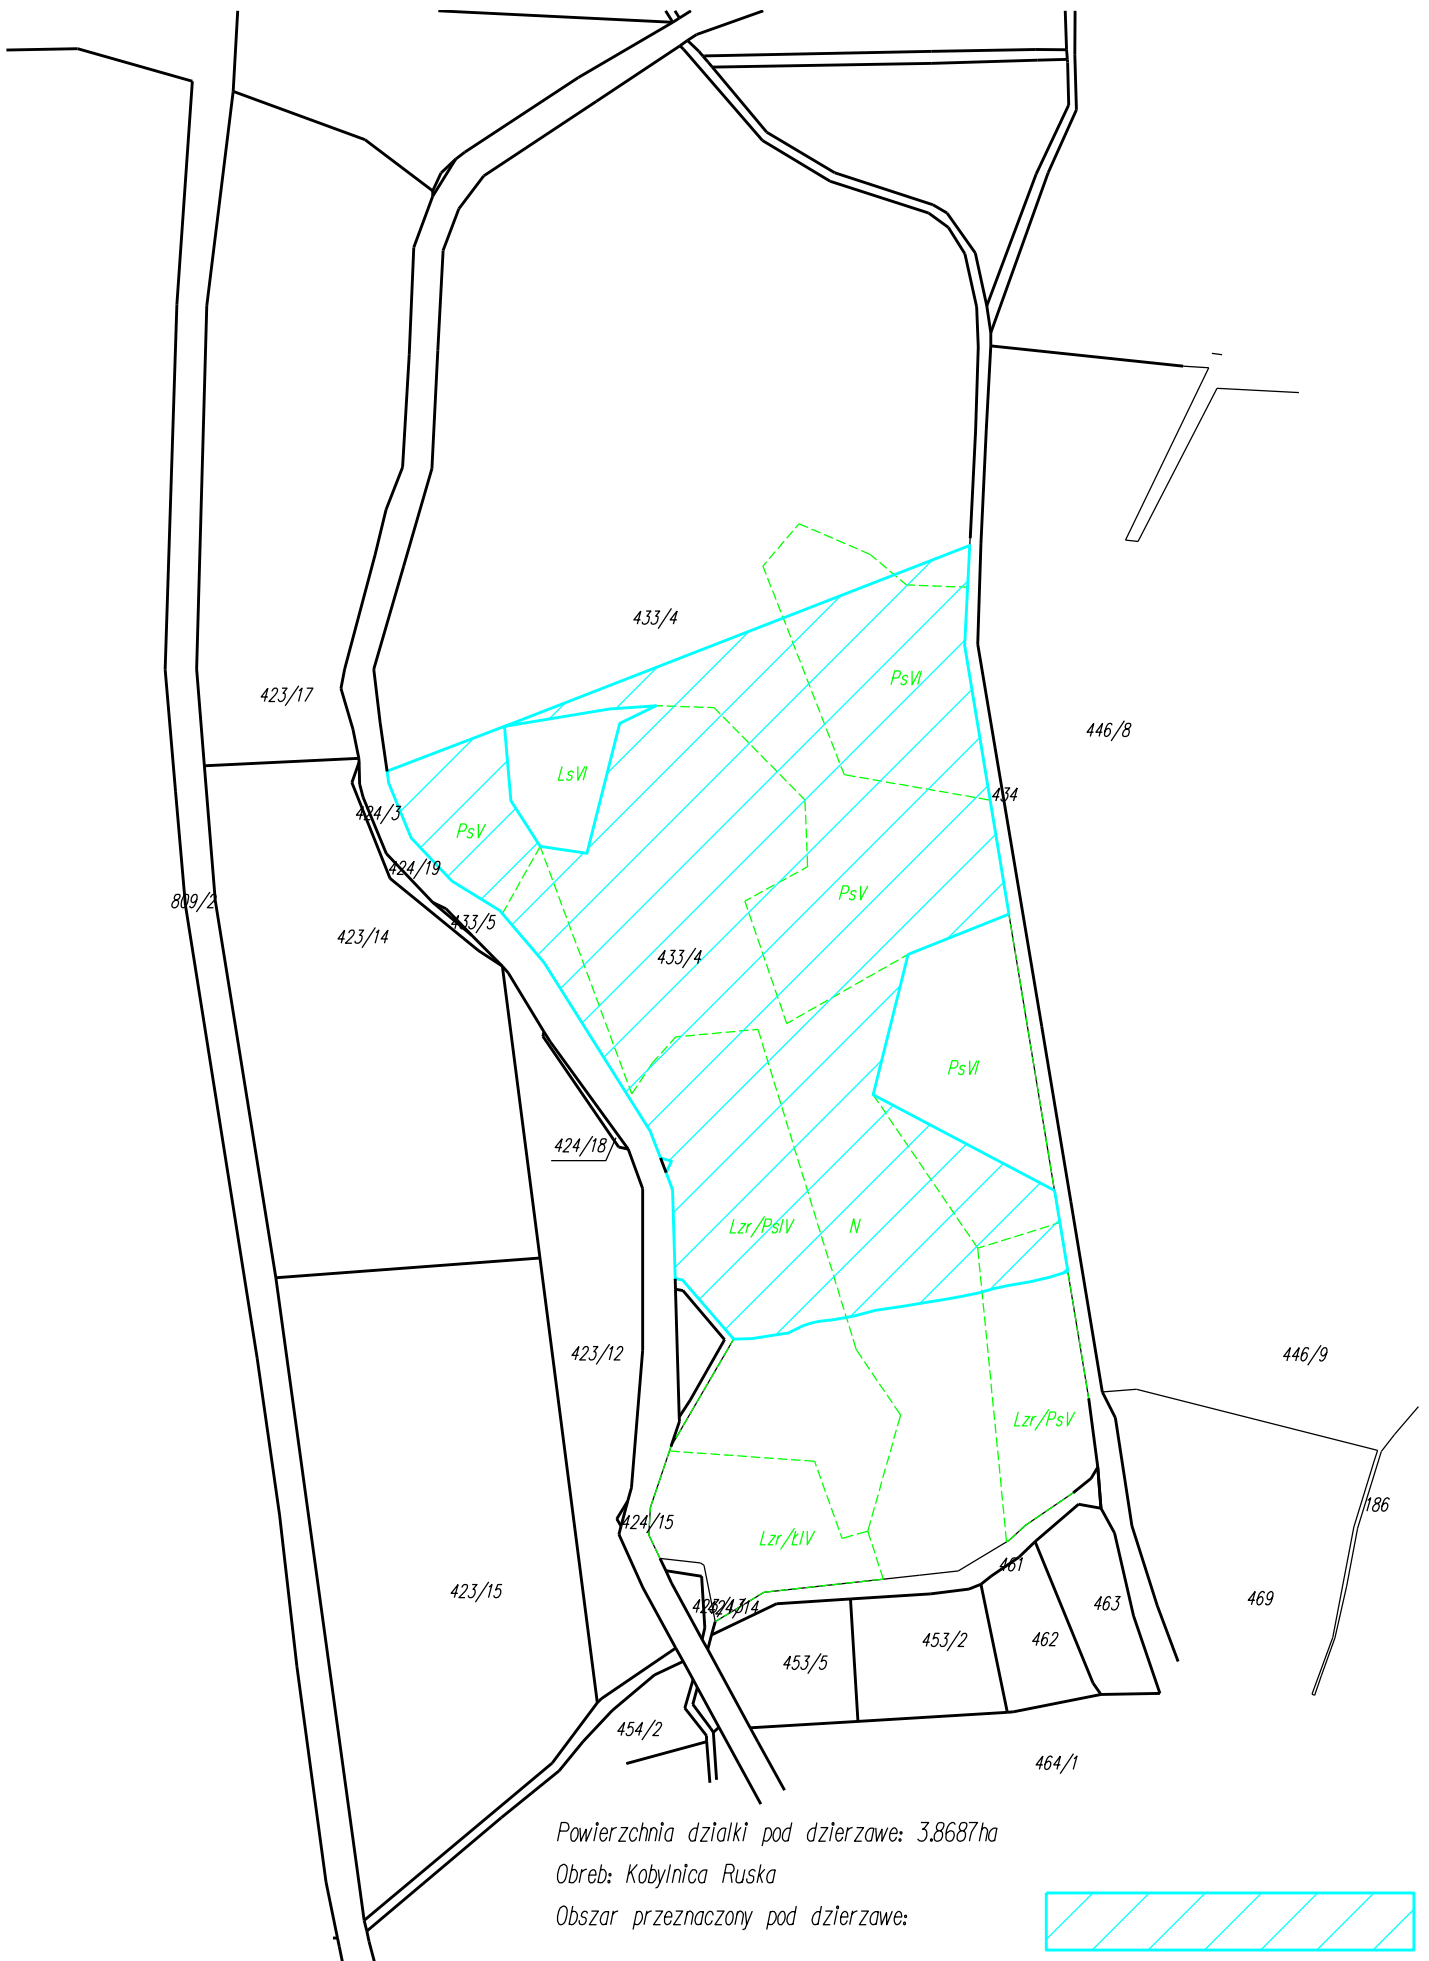 433/4
PsVI
423/17
446/8
LsVI
434
424/3
PsV
424/19
PsV
809/2
433/5
423/14
433/4
PsVI
424/18
Lzr/PsIV
N
423/12
446/9
Lzr/PsV
186
424/15
Lzr/ŁIV
461
423/15
469
463
453/2
462
453/5
454/2
464/1
Powierzchnia dzialki pod dzierzawe: 3.8687ha
Obreb: Kobylnica Ruska
Obszar przeznaczony pod dzierzawe: